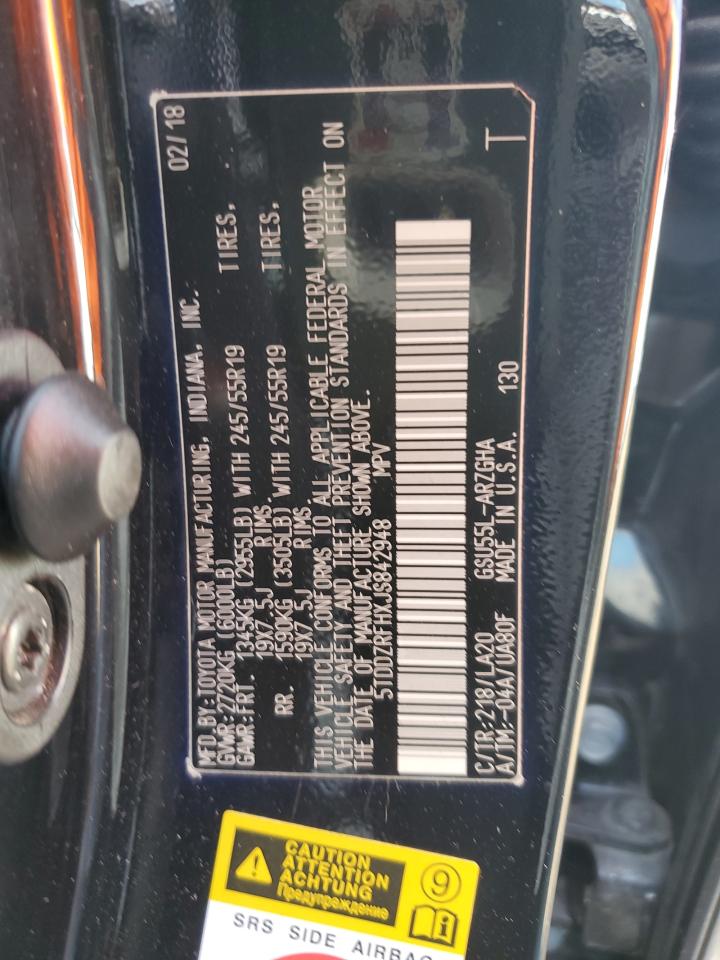 MFD.BY:TOYOTA MOTOR MANUFACTURING, INDIANA, INC. 02/18
GVWR:2720KG (6000LB)
GAWR:FRT 1345KG (2965LB) WITH 245/55R19 TIRES,
19X7.5J RIMS.
RR. 1590KG (3505LB) WITH 245/55R19 TIRES,
19X7.5J RIMS.
THIS VEHICLE CONFORMS TO ALL APPLICABLE FEDERAL MOTOR
VEHICLE SAFETY AND THEFT PREVENTION STANDARDS IN EFFECT ON
THE DATE OF MANUFACTURE SHOWN ABOVE.
5TDDZRFHXJS842948 MPV
C/TR:218/LA20 GSU55L-ARZGHA
A/TM:-04A/UA80F MADE IN U.S.A. 130 T
CAUTION
ATTENTION
ACHTUNG
Предупреждение
9
SRS SIDE AIRBAG